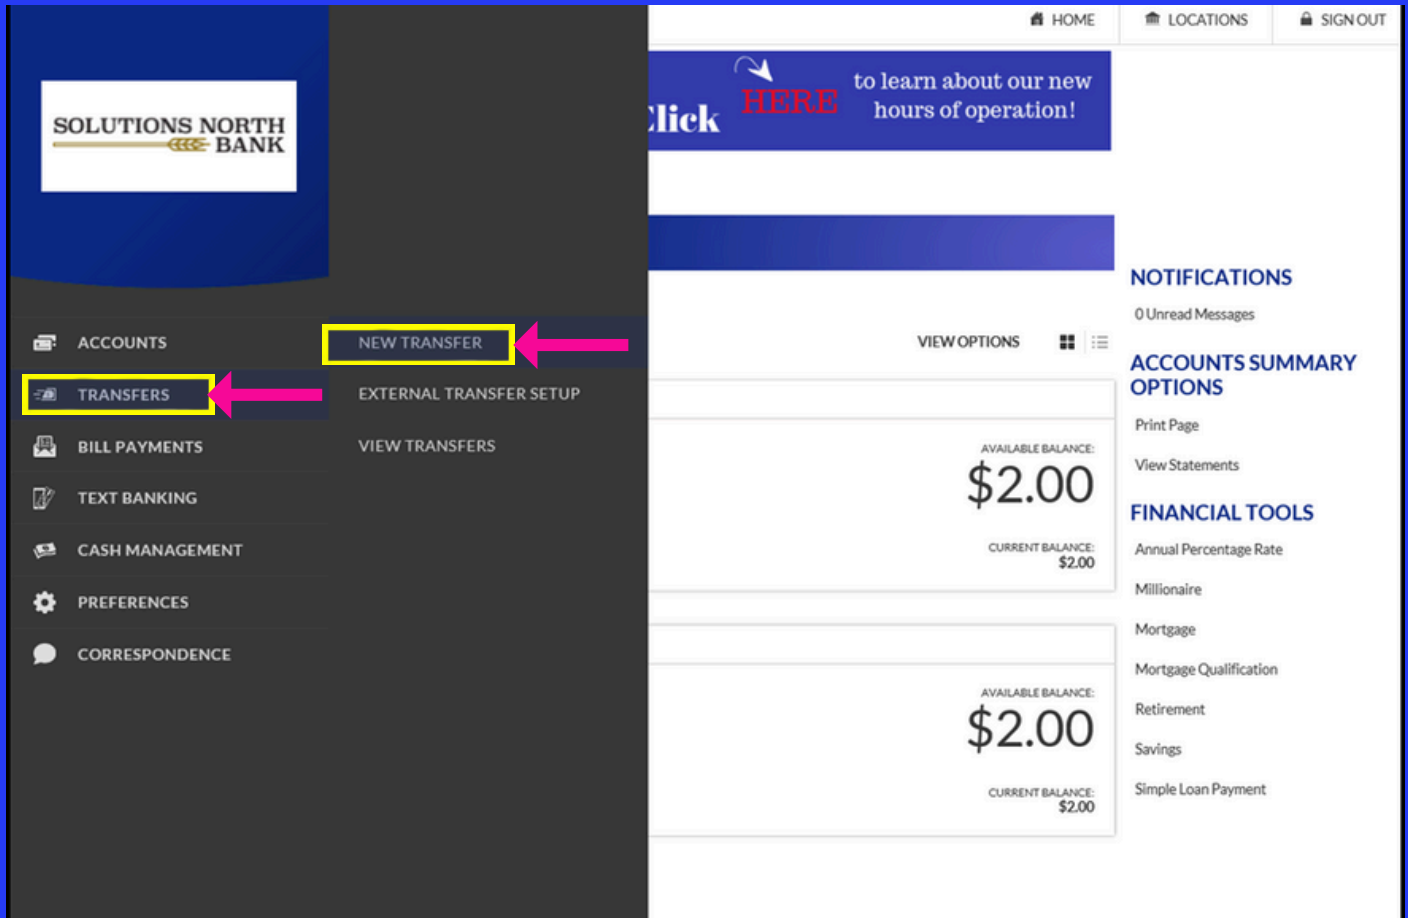 HOME
LOCATIONS
SIGN OUT
SOLUTIONS NORTH
BANK
Click
HERE
to learn about our new
hours of operation!
ACCOUNTS
TRANSFERS
BILL PAYMENTS
TEXT BANKING
CASH MANAGEMENT
PREFERENCES
CORRESPONDENCE
NEW TRANSFER
EXTERNAL TRANSFER SETUP
VIEW TRANSFERS
VIEW OPTIONS
AVAILABLE BALANCE:
$2.00
CURRENT BALANCE:
$2.00
AVAILABLE BALANCE:
$2.00
CURRENT BALANCE:
$2.00
NOTIFICATIONS
0 Unread Messages
ACCOUNTS SUMMARY
OPTIONS
Print Page
View Statements
FINANCIAL TOOLS
Annual Percentage Rate
Millionaire
Mortgage
Mortgage Qualification
Retirement
Savings
Simple Loan Payment